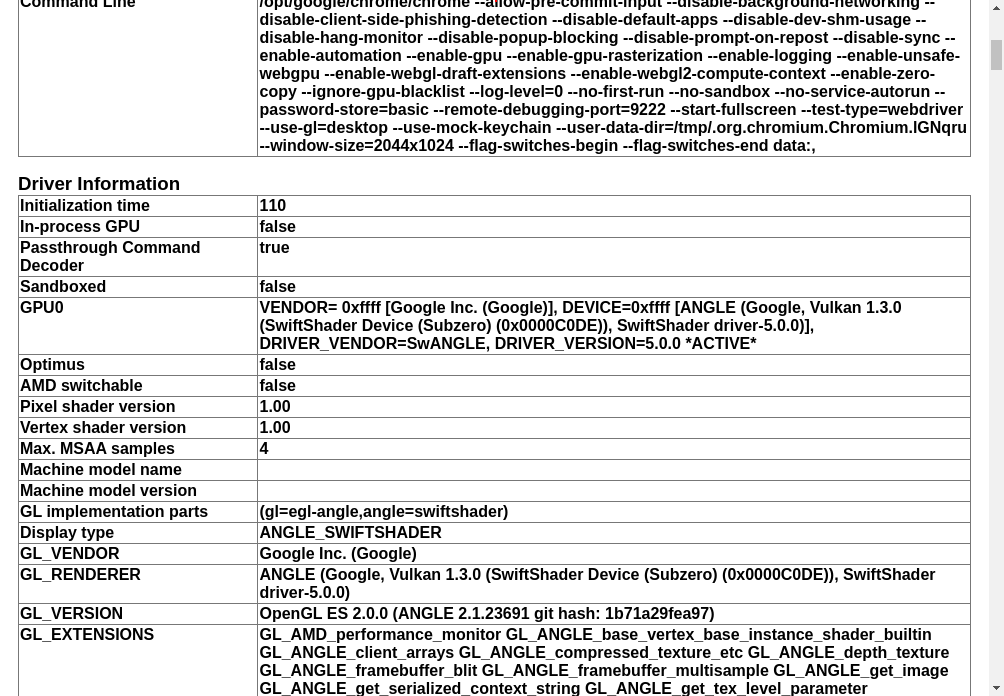 Command Line
/opt/google/chrome/chrome --allow-pre-commit-input --disable-background-networking --
disable-client-side-phishing-detection --disable-default-apps --disable-dev-shm-usage --
disable-hang-monitor --disable-popup-blocking --disable-prompt-on-repost --disable-sync --
enable-automation --enable-gpu --enable-gpu-rasterization --enable-logging --enable-unsafe-
webgpu --enable-webgl-draft-extensions --enable-webgl2-compute-context --enable-zero-
copy --ignore-gpu-blacklist --log-level=0 --no-first-run --no-sandbox --no-service-autorun --
password-store=basic --remote-debugging-port=9222 --start-fullscreen --test-type=webdriver
--use-gl=desktop --use-mock-keychain --user-data-dir=/tmp/.org.chromium.Chromium.IGNqru
--window-size=2044x1024 --flag-switches-begin --flag-switches-end data:,
Driver Information
Initialization time 110
In-process GPU false
Passthrough Command true
Decoder
Sandboxed false
GPU0 VENDOR= 0xffff [Google Inc. (Google)], DEVICE=0xffff [ANGLE (Google, Vulkan 1.3.0
(SwiftShader Device (Subzero) (0x0000C0DE)), SwiftShader driver-5.0.0)],
DRIVER_VENDOR=SwANGLE, DRIVER_VERSION=5.0.0 *ACTIVE*
Optimus false
AMD switchable false
Pixel shader version 1.00
Vertex shader version 1.00
Max. MSAA samples 4
Machine model name
Machine model version
GL implementation parts (gl=egl-angle,angle=swiftshader)
Display type ANGLE_SWIFTSHADER
GL_VENDOR Google Inc. (Google)
GL_RENDERER ANGLE (Google, Vulkan 1.3.0 (SwiftShader Device (Subzero) (0x0000C0DE)), SwiftShader
driver-5.0.0)
GL_VERSION OpenGL ES 2.0.0 (ANGLE 2.1.23691 git hash: 1b71a29fea97)
GL_EXTENSIONS GL_AMD_performance_monitor GL_ANGLE_base_vertex_base_instance_shader_builtin
GL_ANGLE_client_arrays GL_ANGLE_compressed_texture_etc GL_ANGLE_depth_texture
GL_ANGLE_framebuffer_blit GL_ANGLE_framebuffer_multisample GL_ANGLE_get_image
GL_ANGLE_get_serialized_context_string GL_ANGLE_get_tex_level_parameter